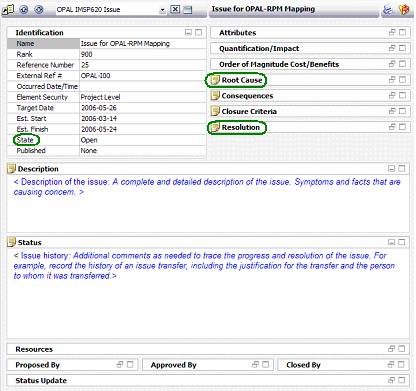 OPAL IMSP620 Issue
Issue for OPAL-RPM Mapping
Identification
Name Issue for OPAL-RPM Mapping
Rank 900
Reference Number 25
External Ref # OPAL-I00
Occurred Date/Time
Element Security Project Level
Target Date 2006-05-26
Est. Start 2006-03-14
Est. Finish 2006-05-24
State Open
Published None
Attributes
Quantification/Impact
Order of Magnitude Cost/Benefits
Root Cause
Consequences
Closure Criteria
Resolution
Description
< Description of the issue: A complete and detailed description of the issue. Symptoms and facts that are
causing concern. >
Status
< Issue history: Additional comments as needed to trace the progress and resolution of the issue. For
example, record the history of an issue transfer, including the justification for the transfer and the person
to whom it was transferred.>
Resources
Proposed By Approved By Closed By
Status Update